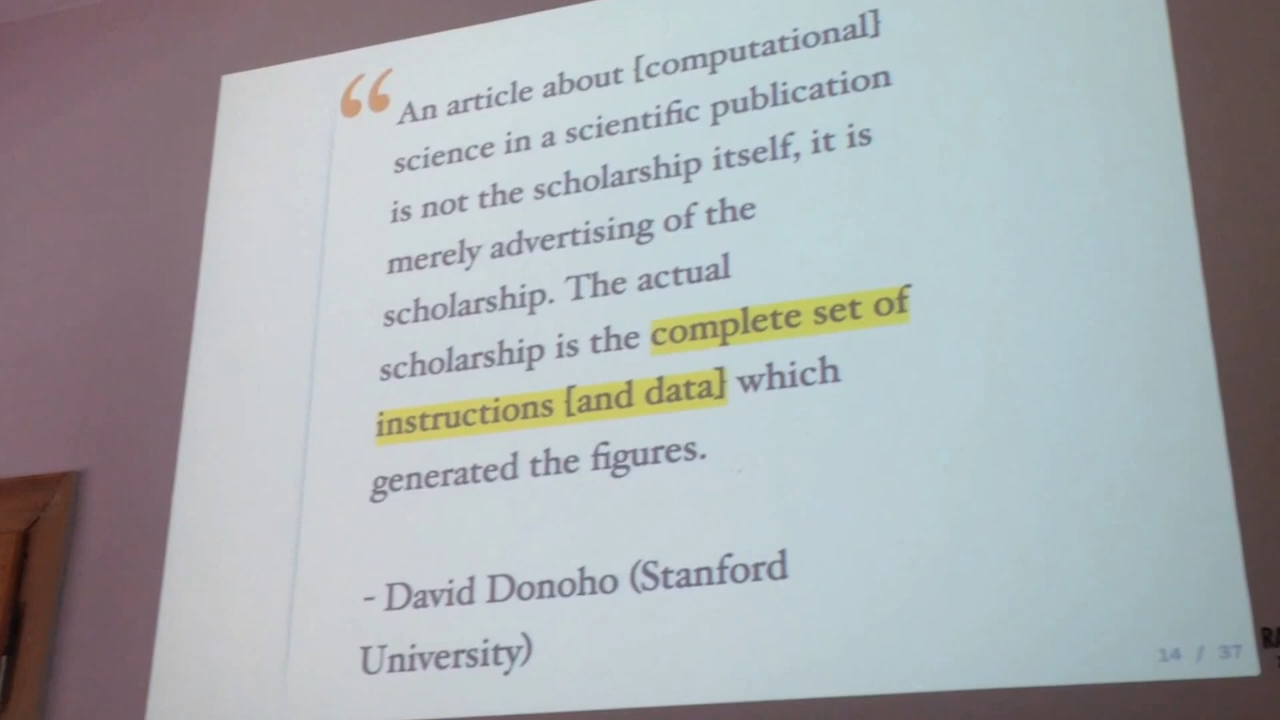 “ An article about [computational]
science in a scientific publication
is not the scholarship itself, it is
merely advertising of the
scholarship. The actual
scholarship is the complete set of
instructions [and data] which
generated the figures.
- David Donoho (Stanford
University)
14 / 37